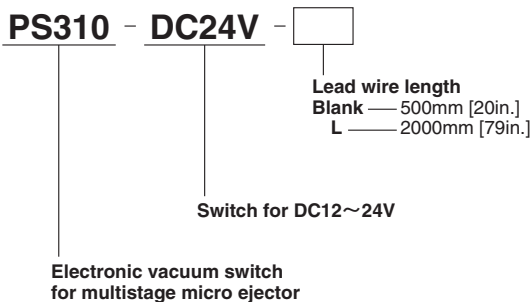 PS310 - DC24V -
Lead wire length
Blank — 500mm [20in.]
L — 2000mm [79in.]
Switch for DC12～24V
Electronic vacuum switch
for multistage micro ejector